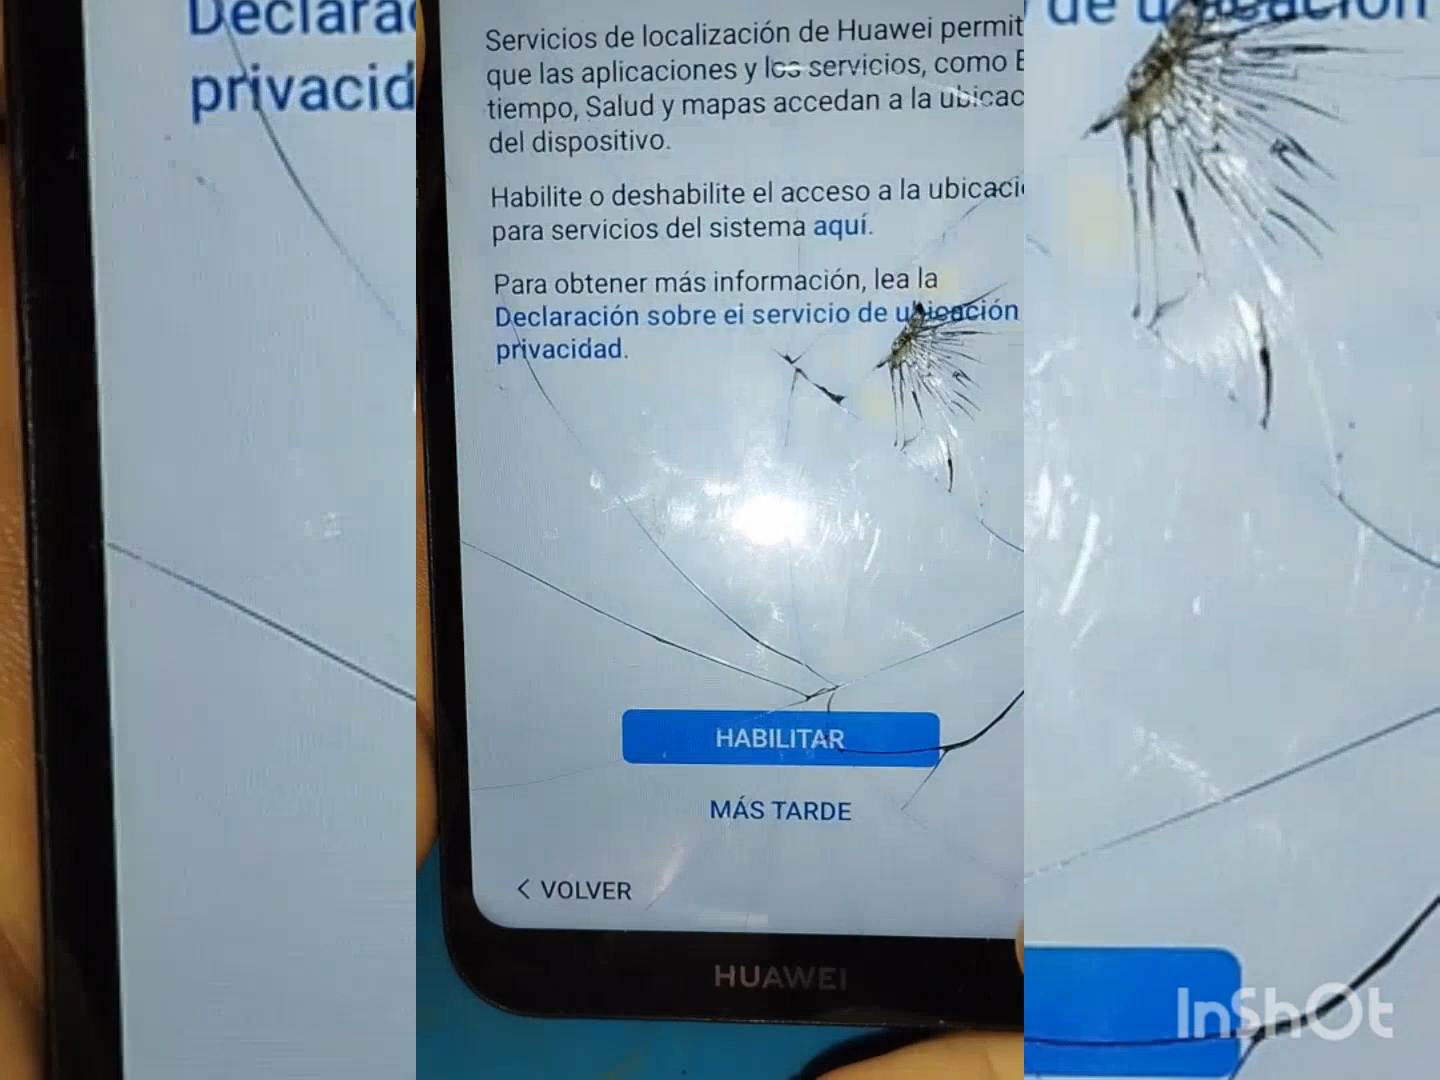 Declarac
privacid
Servicios de localización de Huawei permit
que las aplicaciones y los servicios, como E
tiempo, Salud y mapas accedan a la ubicac
del dispositivo.
Habilite o deshabilite el acceso a la ubicaci
para servicios del sistema aquí.
Para obtener más información, lea la
Declaración sobre el servicio de ubicación
privacidad.
HABILITAR
MÁS TARDE
< VOLVER
HUAWEI
de ubicación
InShOt